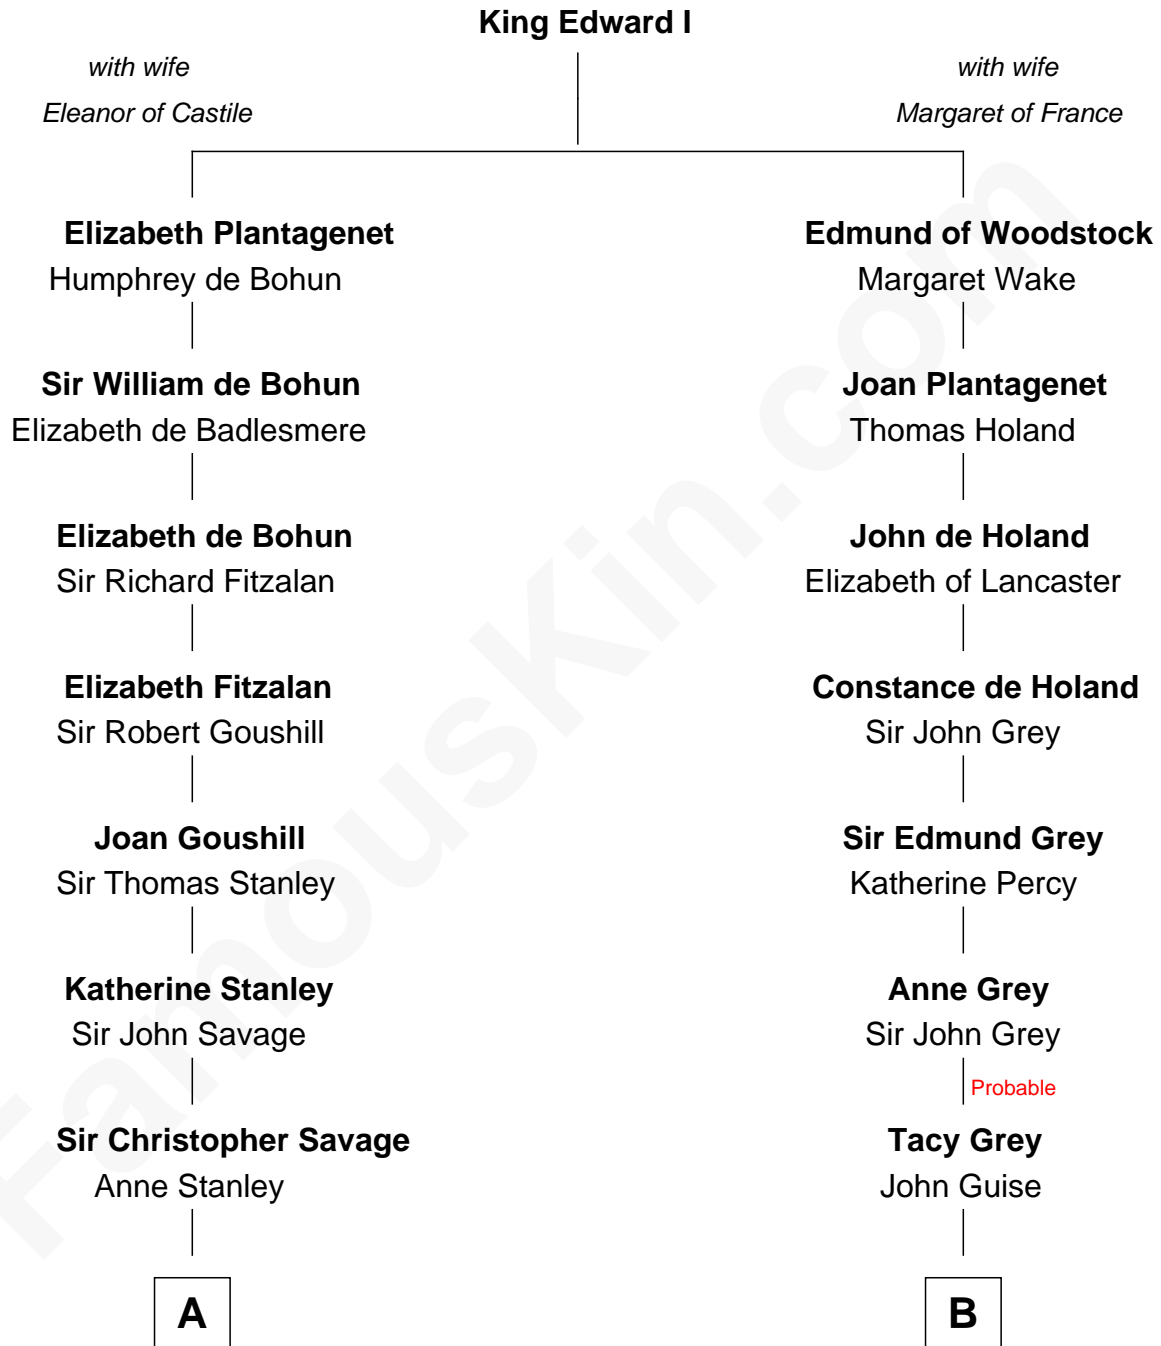 King Edward I
with wife
Eleanor of Castile
with wife
Margaret of France
Elizabeth Plantagenet
Humphrey de Bohun
Edmund of Woodstock
Margaret Wake
Sir William de Bohun
Elizabeth de Badlesmere
Joan Plantagenet
Thomas Holand
Elizabeth de Bohun
Sir Richard Fitzalan
John de Holand
Elizabeth of Lancaster
Elizabeth Fitzalan
Sir Robert Goushill
Constance de Holand
Sir John Grey
Joan Goushill
Sir Thomas Stanley
Sir Edmund Grey
Katherine Percy
Katherine Stanley
Sir John Savage
Anne Grey
Sir John Grey
Probable
Sir Christopher Savage
Anne Stanley
Tacy Grey
John Guise
A
B
FamousKin.com